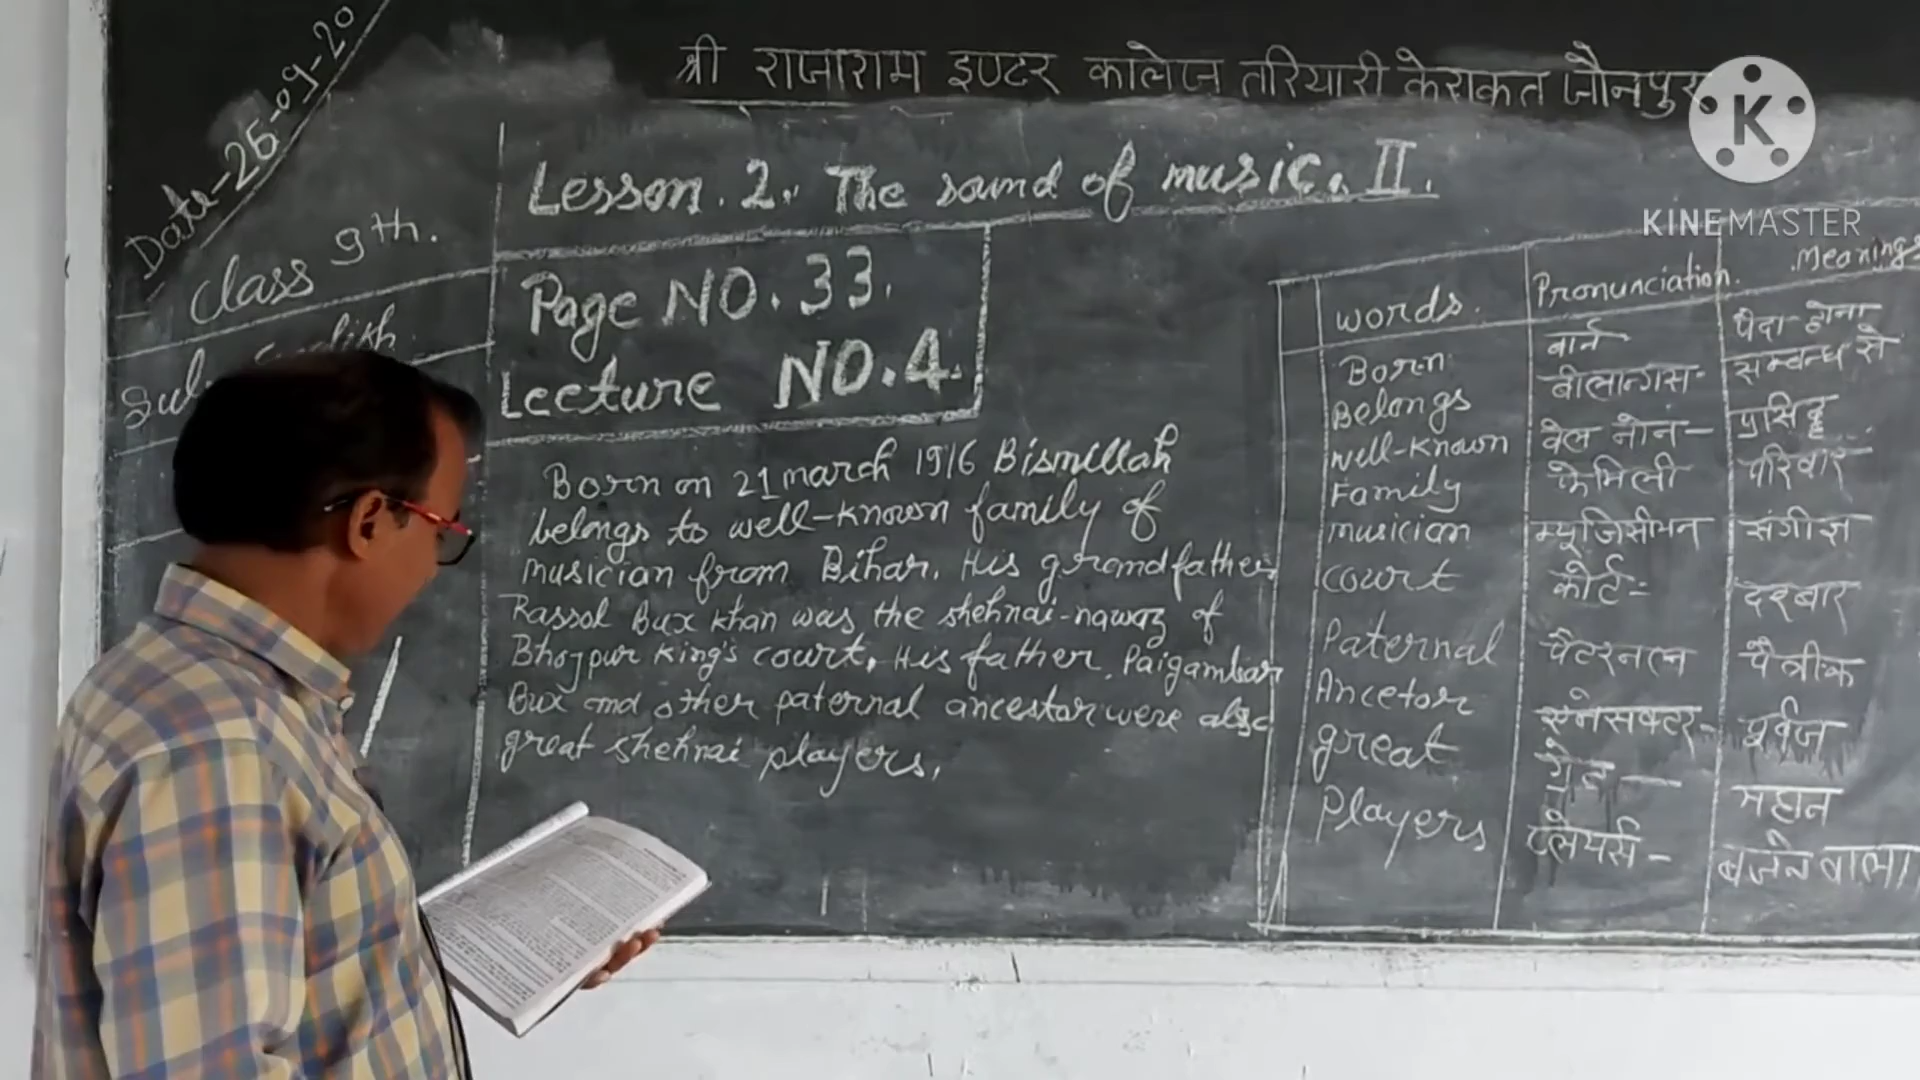 श्री राजाराम इण्टर कालेज तरियारी केराकत जौनपुर
Date-25-09-20
Class 9th.
Sub. English
Lesson. 2. The sound of music. II.
Page NO. 33.
Lecture NO. 4.
Born on 21 march 1916 Bismillah
belongs to well-known family of
musician from Bihar. His grandfather
Rassol Bux Khan was the shehnai-nawaz of
Bhojpur King's court. His father, Paigambar
Bux and other paternal ancestor were also
great shehnai players.
words. Pronunciation. Meanings
Born बार्न पैदा होना
Belongs बीलान्गस- सम्बन्ध से
well-known वेल नोन- प्रसिद्ध
Family फेमिली परिवार
musician म्यूजिसीयन संगीज्ञ
court कोर्ट- दरबार
Paternal पैटरनल पैत्रीक
Ancetor एनसक्टर- पूर्वज
great ग्रेट- महान
Players प्लेयर्स- बजाने वाला
K
KINEMASTER